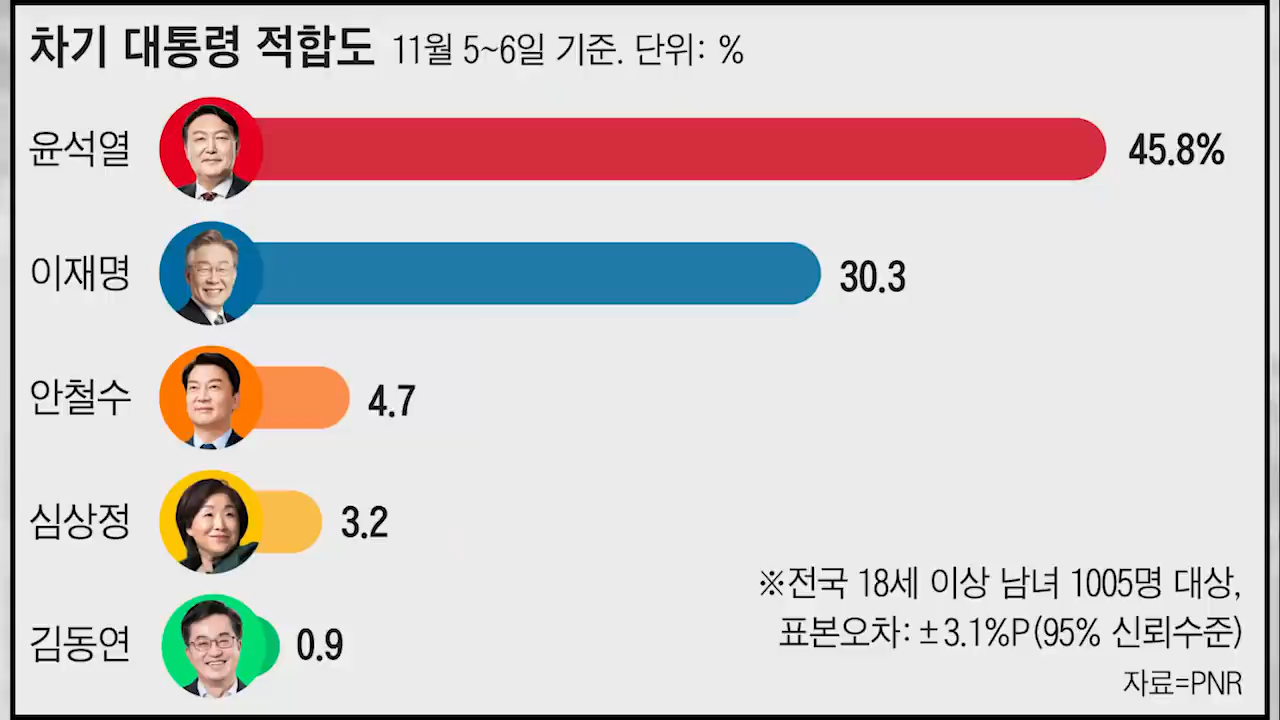 차기 대통령 적합도 11월 5~6일 기준. 단위: %
윤석열 45.8%
이재명 30.3
안철수 4.7
심상정 3.2
김동연 0.9
※전국 18세 이상 남녀 1005명 대상,
표본오차: ±3.1%P(95% 신뢰수준)
자료=PNR